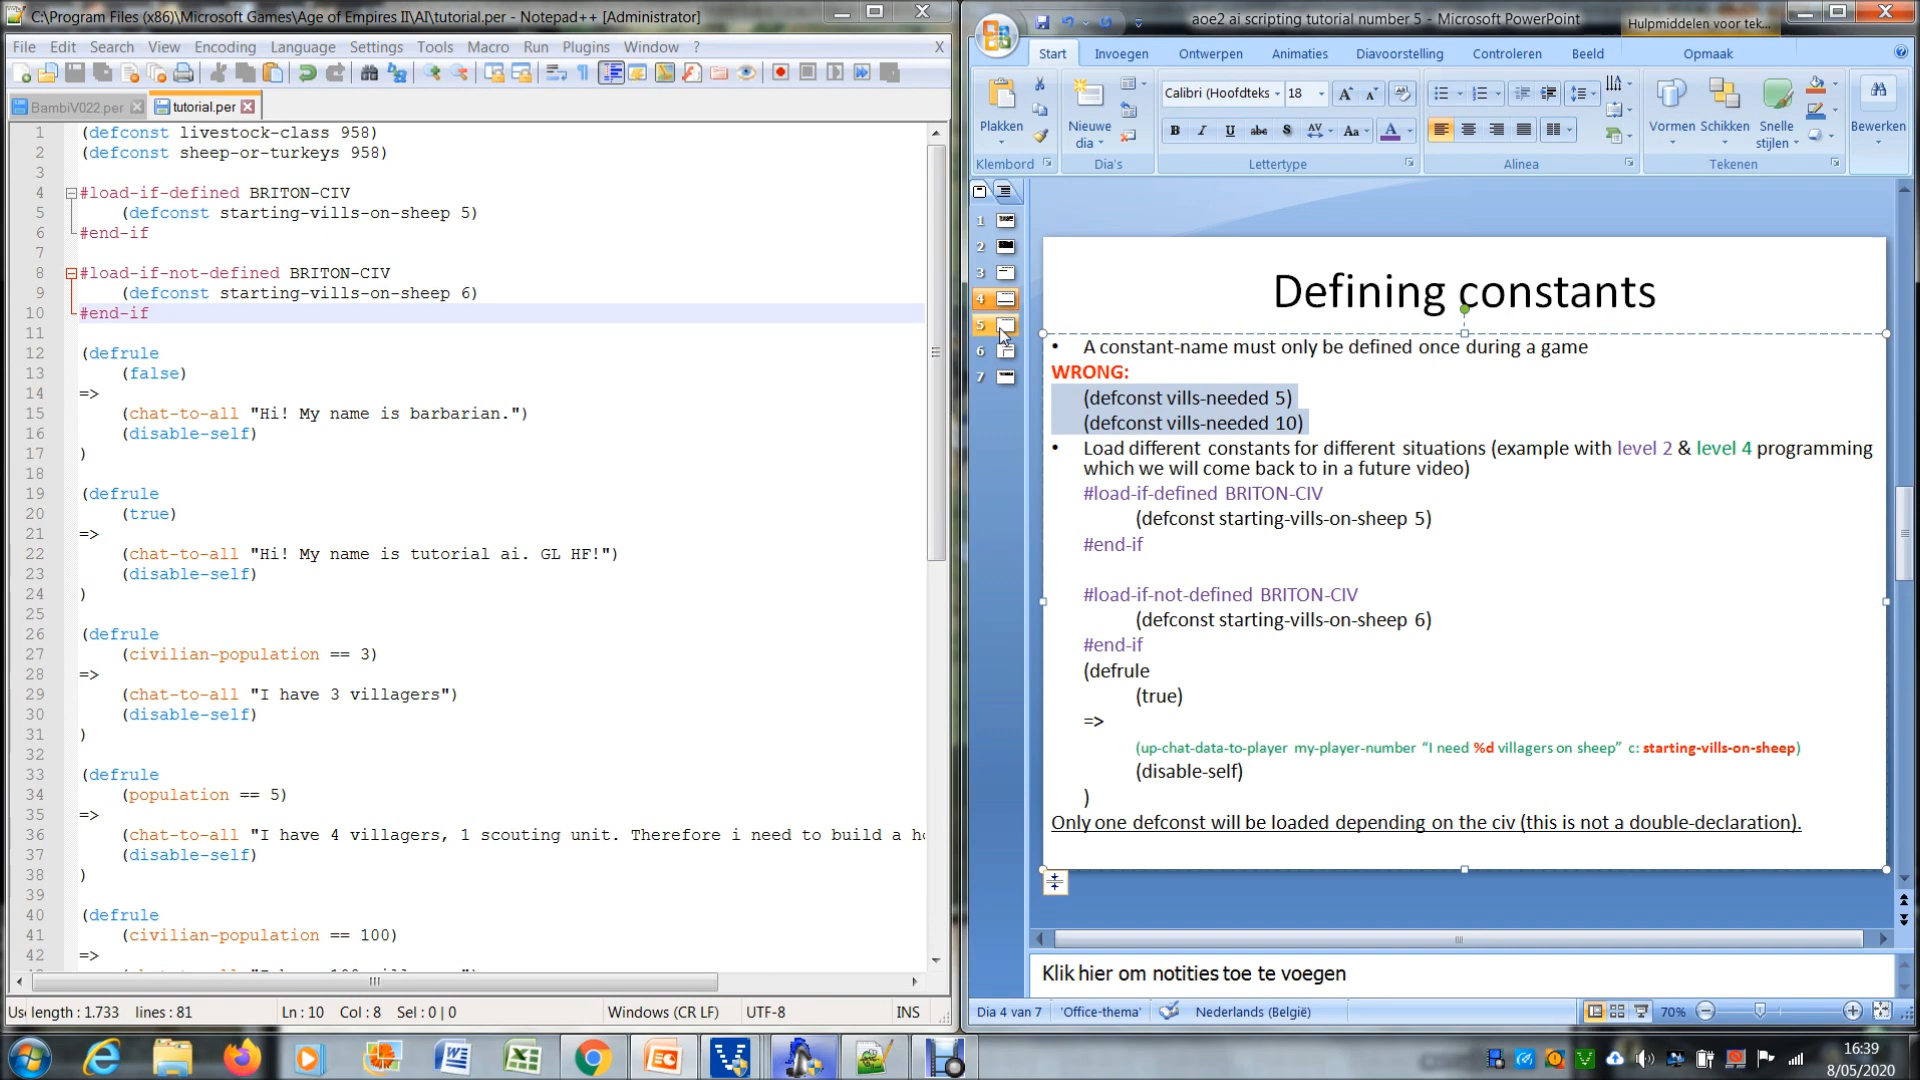 C:\Program Files (x86)\Microsoft Games\Age of Empires II\AI\tutorial.per - Notepad++ [Administrator]
File Edit Search View Encoding Language Settings Tools Macro Run Plugins Window ? X
BambiV022.per tutorial.per
1 (defconst livestock-class 958)
2 (defconst sheep-or-turkeys 958)
3
4 #load-if-defined BRITON-CIV
5 (defconst starting-vills-on-sheep 5)
6 #end-if
7
8 #load-if-not-defined BRITON-CIV
9 (defconst starting-vills-on-sheep 6)
10 #end-if
11
12 (defrule
13 (false)
14 =>
15 (chat-to-all "Hi! My name is barbarian.")
16 (disable-self)
17 )
18
19 (defrule
20 (true)
21 =>
22 (chat-to-all "Hi! My name is tutorial ai. GL HF!")
23 (disable-self)
24 )
25
26 (defrule
27 (civilian-population == 3)
28 =>
29 (chat-to-all "I have 3 villagers")
30 (disable-self)
31 )
32
33 (defrule
34 (population == 5)
35 =>
36 (chat-to-all "I have 4 villagers, 1 scouting unit. Therefore i need to build a ho
37 (disable-self)
38 )
39
40 (defrule
41 (civilian-population == 100)
42 =>
length : 1.733 lines : 81 Ln : 10 Col : 8 Sel : 0 | 0 Windows (CR LF) UTF-8 INS
aoe2 ai scripting tutorial number 5 - Microsoft PowerPoint
Hulpmiddelen voor tek...
Start Invoegen Ontwerpen Animaties Diavoorstelling Controleren Beeld Opmaak
Calibri (Hoofdteks 18
Plakken Nieuwe dia Vormen Schikken Snelle stijlen Bewerken
Klembord Dia's Lettertype Alinea Tekenen
1
2
3
4
5
6
7
Defining constants
• A constant-name must only be defined once during a game
WRONG:
(defconst vills-needed 5)
(defconst vills-needed 10)
• Load different constants for different situations (example with level 2 & level 4 programming
which we will come back to in a future video)
#load-if-defined BRITON-CIV
(defconst starting-vills-on-sheep 5)
#end-if
#load-if-not-defined BRITON-CIV
(defconst starting-vills-on-sheep 6)
#end-if
(defrule
(true)
=>
(up-chat-data-to-player my-player-number “I need %d villagers on sheep” c: starting-vills-on-sheep)
(disable-self)
)
Only one defconst will be loaded depending on the civ (this is not a double-declaration).
Klik hier om notities toe te voegen
Dia 4 van 7 'Office-thema' Nederlands (België) 70%
16:39
8/05/2020